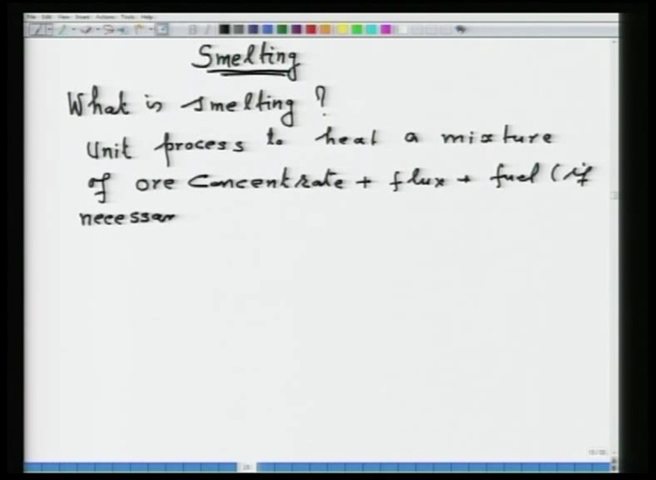 Smelting
What is smelting ?
Unit process to heat a mixture
of ore concentrate + flux + fuel (if
necessar